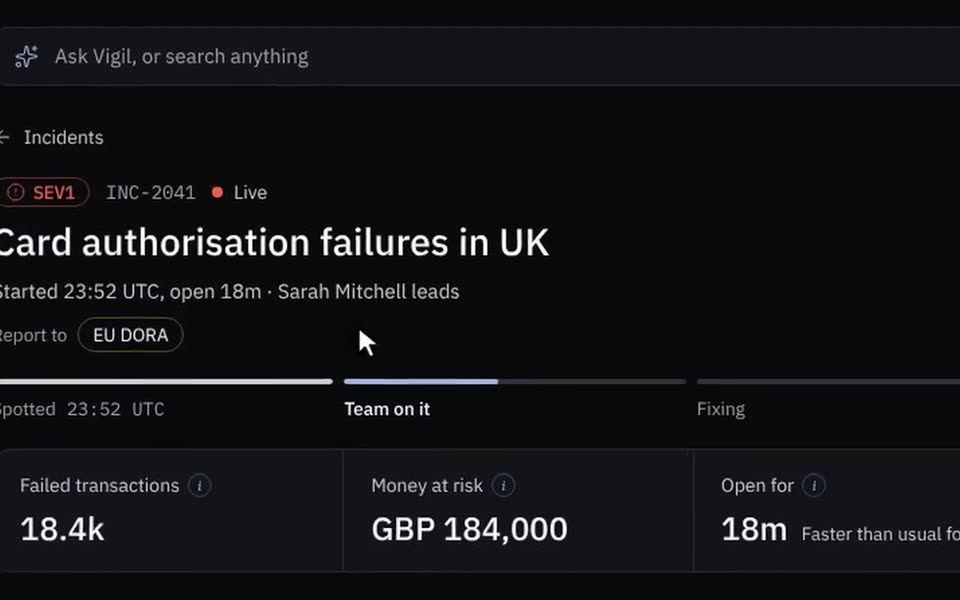 Ask Vigil, or search anything
Incidents
SEV1 INC-2041 Live
Card authorisation failures in UK
Started 23:52 UTC, open 18m · Sarah Mitchell leads
Report to EU DORA
Spotted 23:52 UTC
Team on it
Fixing
Failed transactions
18.4k
Money at risk
GBP 184,000
Open for
18m Faster than usual fo